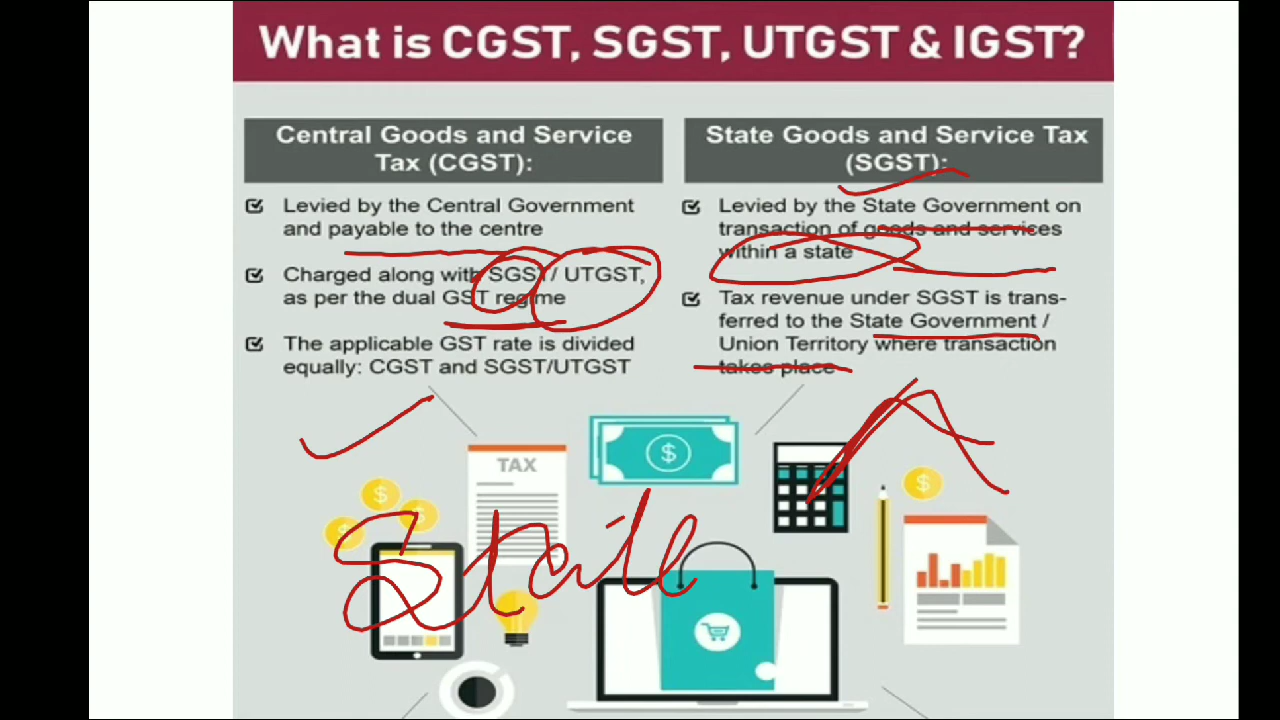 What is CGST, SGST, UTGST & IGST?
Central Goods and Service
Tax (CGST):
Levied by the Central Government
and payable to the centre
Charged along with SGST/ UTGST,
as per the dual GST regime
The applicable GST rate is divided
equally: CGST and SGST/UTGST
State Goods and Service Tax
(SGST):
Levied by the State Government on
transaction of goods and services
within a state
Tax revenue under SGST is trans-
ferred to the State Government /
Union Territory where transaction
takes place
TAX
State